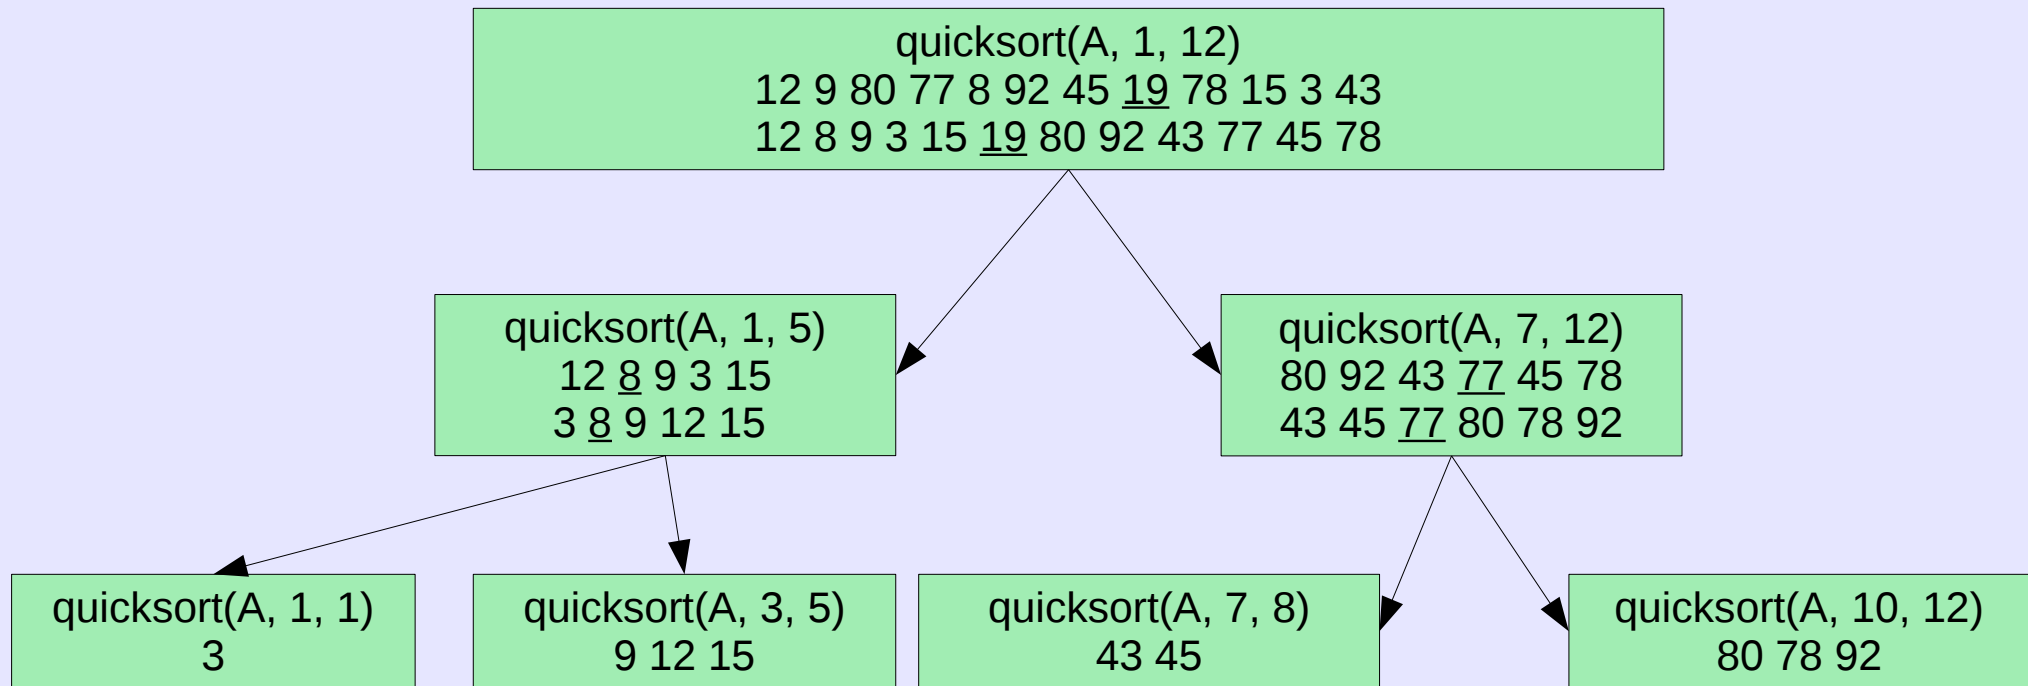 quicksort(A, 1, 12)
12 9 80 77 8 92 45 19 78 15 3 43
12 8 9 3 15 19 80 92 43 77 45 78
quicksort(A, 1, 5)
12 8 9 3 15
3 8 9 12 15
quicksort(A, 7, 12)
80 92 43 77 45 78
43 45 77 80 78 92
quicksort(A, 1, 1)
3
quicksort(A, 3, 5)
9 12 15
quicksort(A, 7, 8)
43 45
quicksort(A, 10, 12)
80 78 92